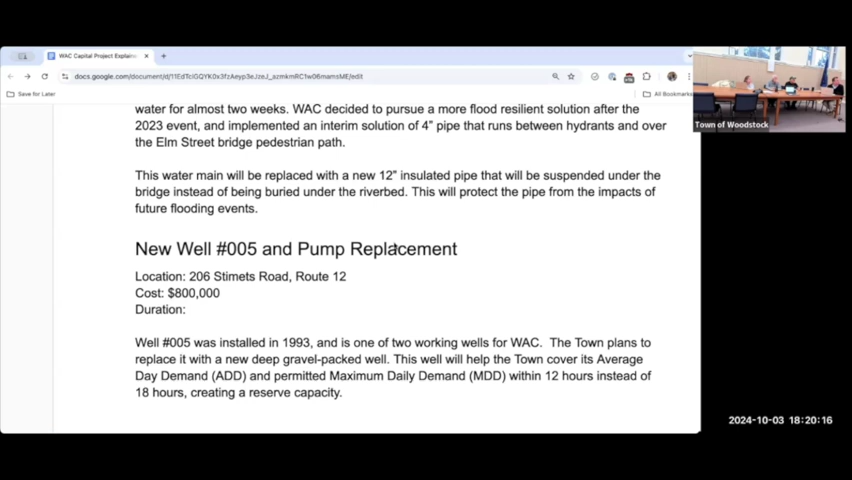 WAC Capital Project Explaine
Save for Later
All Bookmarks
water for almost two weeks. WAC decided to pursue a more flood resilient solution after the
2023 event, and implemented an interim solution of 4” pipe that runs between hydrants and over
the Elm Street bridge pedestrian path.
This water main will be replaced with a new 12” insulated pipe that will be suspended under the
bridge instead of being buried under the riverbed. This will protect the pipe from the impacts of
future flooding events.
New Well #005 and Pump Replacement
Location: 206 Stimets Road, Route 12
Cost: $800,000
Duration:
Well #005 was installed in 1993, and is one of two working wells for WAC.  The Town plans to
replace it with a new deep gravel-packed well. This well will help the Town cover its Average
Day Demand (ADD) and permitted Maximum Daily Demand (MDD) within 12 hours instead of
18 hours, creating a reserve capacity.
Town of Woodstock
2024-10-03 18:20:16